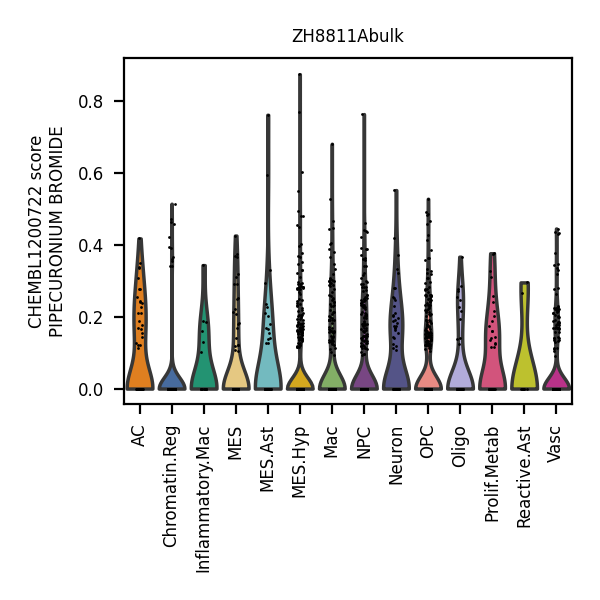 ZH8811Abulk
CHEMBL1200722 score
PIPECURONIUM BROMIDE
0.8
0.6
0.4
0.2
0.0
AC
Chromatin.Reg
Inflammatory.Mac
MES
MES.Ast
MES.Hyp
Mac
NPC
Neuron
OPC
Oligo
Prolif.Metab
Reactive.Ast
Vasc